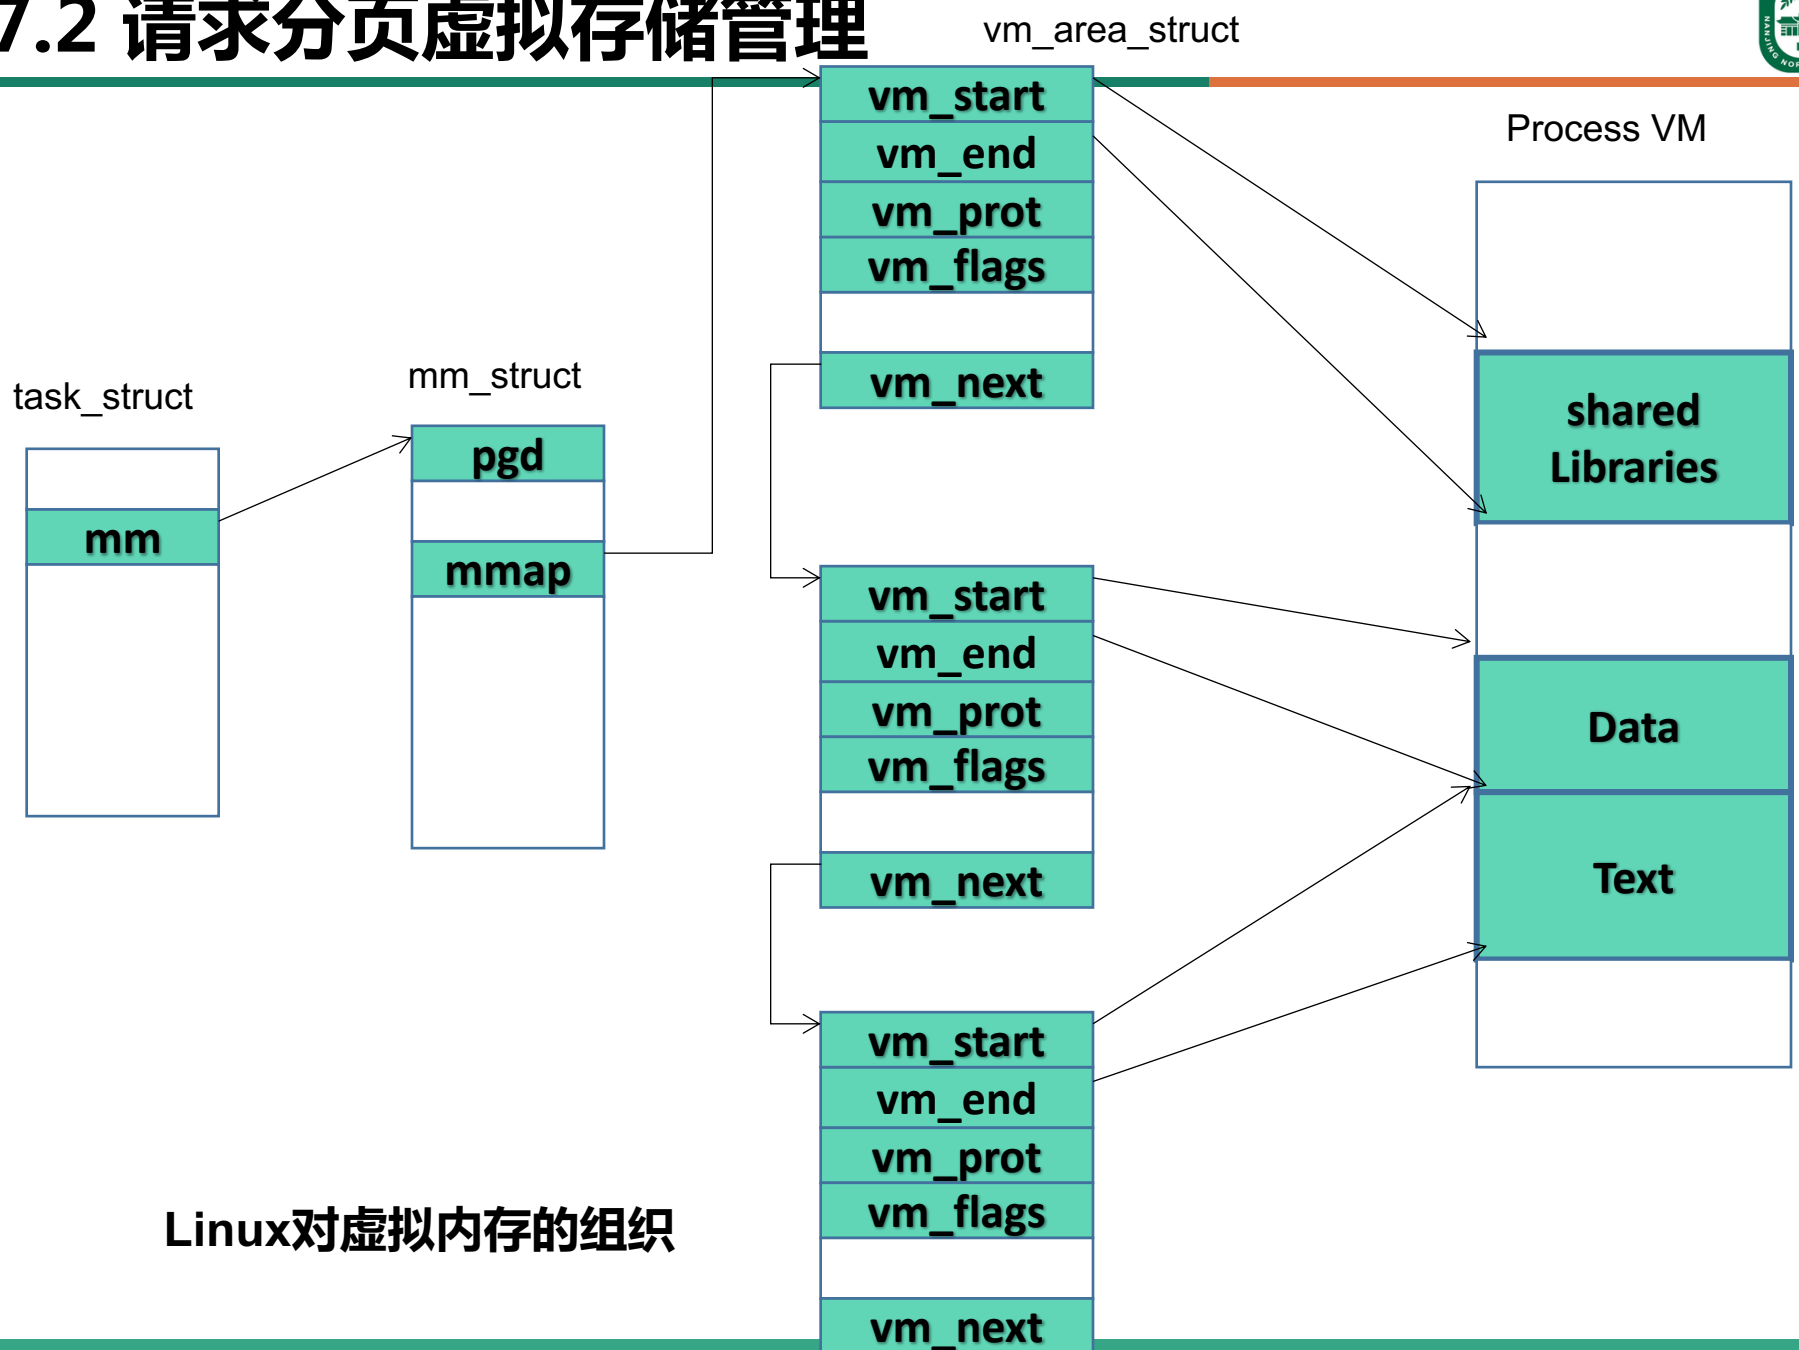 7.2 请求分页虚拟存储管理
vm_area_struct
NANJING NOR
Process VM
vm_start
vm_end
vm_prot
vm_flags
vm_next
task_struct
mm
mm_struct
pgd
mmap
shared
Libraries
vm_start
vm_end
vm_prot
vm_flags
vm_next
Data
Text
vm_start
vm_end
vm_prot
vm_flags
vm_next
Linux对虚拟内存的组织